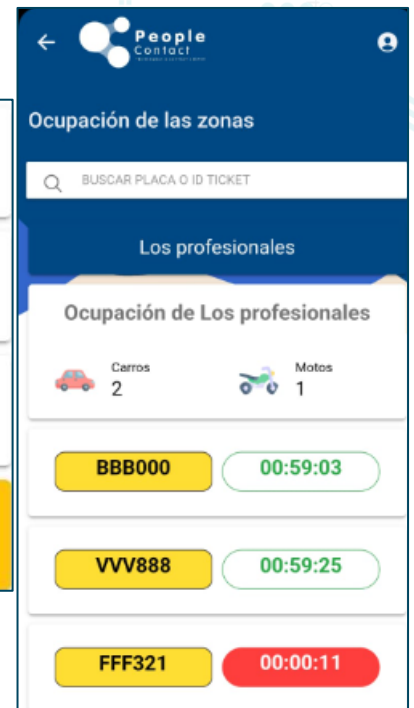 People
Contact
Ocupación de las zonas
BUSCAR PLACA O ID TICKET
Los profesionales
Ocupación de Los profesionales
Carros
2
Motos
1
BBB000
00:59:03
VVV888
00:59:25
FFF321
00:00:11